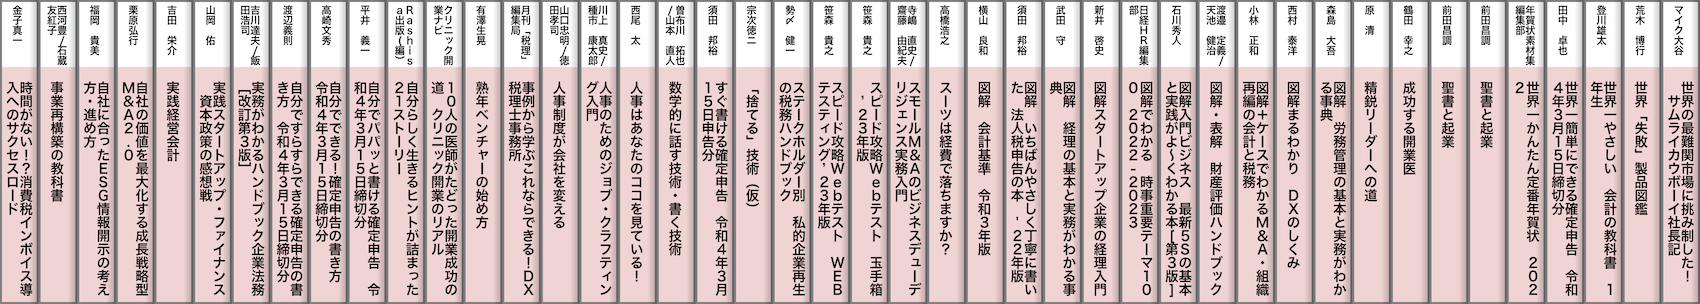 マイク大谷
世界の最難関市場に挑み制した!
サムライカウボーイ社長記
荒木 博行
世界「失敗」製品図鑑
登川雄太
世界一やさしい 会計の教科書 1
年生
田中 卓也
世界一簡単にできる確定申告 令和
4年3月15日締切分
年賀状素材集
編集部
世界一かんたん定番年賀状 202
2
前田昌調
聖書と起業
前田昌調
聖書と起業
鶴田 幸之
成功する開業医
原 清
精鋭リーダーへの道
森島 大吾
図解 労務管理の基本と実務がわか
る事典
西村 泰洋
図解まるわかり DXのしくみ
小林 正和
図解+ケースでわかるM&A・組織
再編の会計と税務
渡邉 定義/
天池 健治
図解・表解 財産評価ハンドブック
石川秀人
図解入門ビジネス 最新5Sの基本
と実践がよ~くわかる本[第3版]
日経HR編集
部
図解でわかる 時事重要テーマ10
0 2022-2023
新井 啓史
図解スタートアップ企業の経理入門
武田 守
図解 経理の基本と実務がわかる事
典
須田 邦裕
図解 いちばんやさしく丁寧に書い
た 法人税申告の本 '22年版
横山 良和
図解 会計基準 令和3年版
高橋浩之
スーツは経費で落ちますか?
寺嶋 直史/
齋藤 由紀夫
スモールM&Aのビジネスデューデ
リジェンス実務入門
笹森 貴之
スピード攻略Webテスト 玉手箱
'23年版
笹森 貴之
スピード攻略Webテスト WEB
テスティング'23年版
勢〆 健一
ステークホルダー別 私的企業再生
の税務ハンドブック
宗次徳二
「捨てる」技術(仮)
須田 邦裕
すぐ書ける確定申告 令和4年3月
15日申告分
曽布川 拓也
/山本 直人
数学的に話す技術・書く技術
西尾 太
人事はあなたのココを見ている!
川上 真史/
種市 康太郎
人事のためのジョブ・クラフティン
グ入門
山口忠明/徳
田孝司
人事制度が会社を変える
月刊「税理」
編集局
事例から学ぶこれならできる!DX
税理士事務所
有澤生晃
熟年ベンチャーの始め方
クリニック開
業ナビ
10人の医師がたどった開業成功の
道 クリニック開業のリアル
Rashis
a出版(編)
自分らしく生きるヒントが詰まった
21ストーリー
平井 義一
自分でパパッと書ける確定申告 令
和4年3月15日締切分
高崎文秀
自分でできる!確定申告の書き方
令和4年3月15日締切分
渡辺義則
自分ですらすらできる確定申告の書
き方 令和4年3月15日締切分
吉川達夫/飯
田浩司
実務がわかるハンドブック企業法務
[改訂第3版]
山岡 佑
実践スタートアップ・ファイナンス
資本政策の感想戦
吉田 栄介
実践経営会計
栗原弘行
自社の価値を最大化する成長戦略型
M&A2.0
福岡 貴美
自社に合ったESG情報開示の考え
方・進め方
西河豊/石蔵
友紅子
事業再構築の教科書
金子真一
時間がない!?消費税インボイス導
入へのサクセスロード